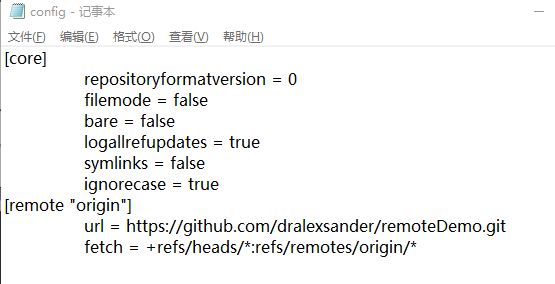 config - 记事本
文件(F) 编辑(E) 格式(O) 查看(V) 帮助(H)
[core]
repositoryformatversion = 0
filemode = false
bare = false
logallrefupdates = true
symlinks = false
ignorecase = true
[remote "origin"]
url = https://github.com/dralexsander/remoteDemo.git
fetch = +refs/heads/*:refs/remotes/origin/*